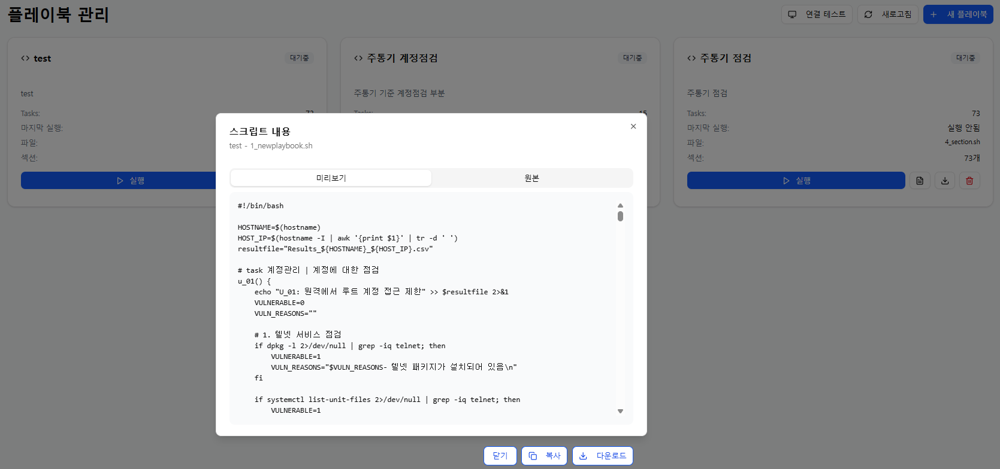 플레이북 관리
연결 테스트
새로고침
+ 새 플레이북
<> test
대기중
test
Tasks:
73
마지막 실행:
파일:
섹션:
실행
<> 주통기 계정점검
대기중
주통기 기준 계정점검 부분
Tasks:
15
<> 주통기 점검
대기중
주통기 점검
Tasks:
73
마지막 실행:
실행 안됨
파일:
4_section.sh
섹션:
73개
실행
스크립트 내용
test - 1_newplaybook.sh
미리보기
원본
#!/bin/bash
HOSTNAME=$(hostname)
HOST_IP=$(hostname -I | awk '{print $1}' | tr -d ' ')
resultfile="Results_${HOSTNAME}_${HOST_IP}.csv"
# task 계정관리 | 계정에 대한 점검
u_01() {
echo "U_01: 원격에서 루트 계정 접근 제한" >> $resultfile 2>&1
VULNERABLE=0
VULN_REASONS=""
# 1. 텔넷 서비스 점검
if dpkg -l 2>/dev/null | grep -iq telnet; then
VULNERABLE=1
VULN_REASONS="$VULN_REASONS- 텔넷 패키지가 설치되어 있음\n"
fi
if systemctl list-unit-files 2>/dev/null | grep -iq telnet; then
VULNERABLE=1
닫기
복사
다운로드